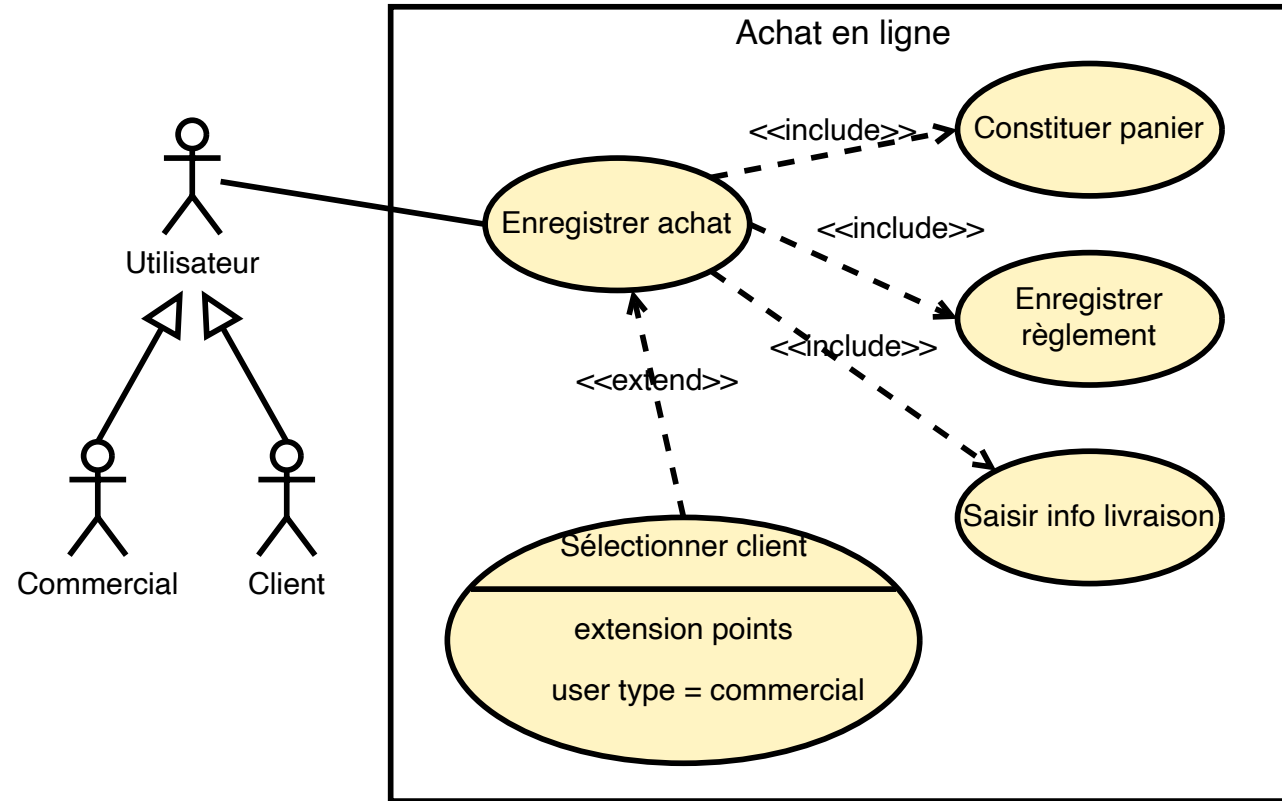 Achat en ligne
<<include>>
Constituer panier
Enregistrer achat
<<include>>
Utilisateur
Enregistrer
règlement
<<include>>
<<extend>>
Saisir info livraison
Sélectionner client
Commercial
Client
extension points
user type = commercial